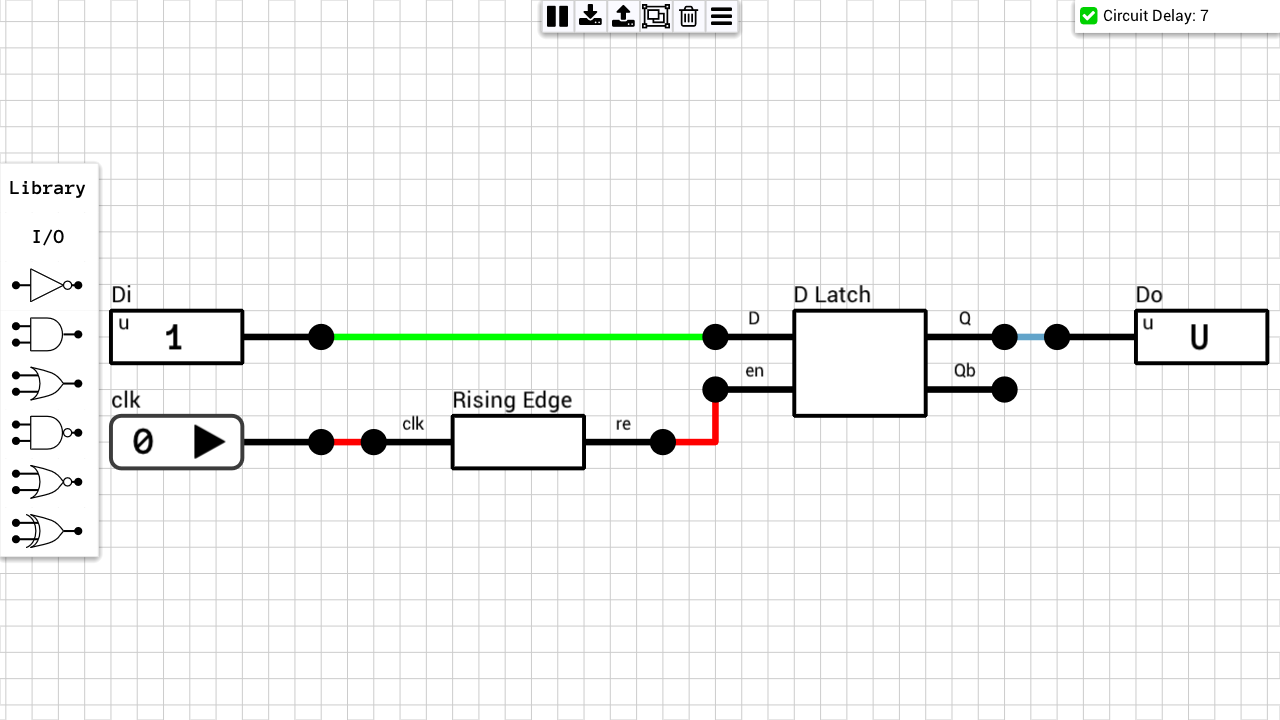 Circuit Delay: 7
Library
I/O
Di
u
1
clk
0
Rising Edge
clk
re
D Latch
D
en
Q
Qb
Do
u
U